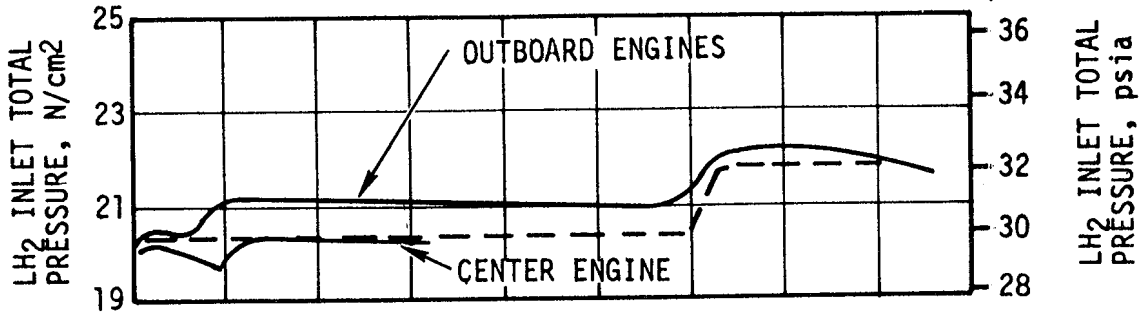 LH2 INLET TOTAL
PRESSURE, N/cm2
25
23
21
19
OUTBOARD ENGINES
CENTER ENGINE
36
34
32
30
28
LH2 INLET TOTAL
PRESSURE, psia